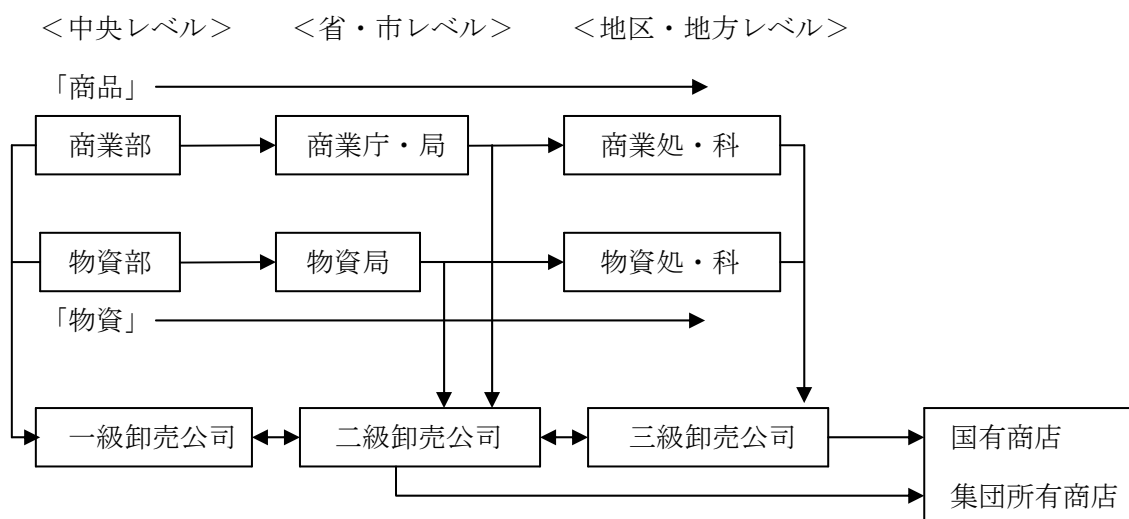 <中央レベル> <省・市レベル> <地区・地方レベル>
「商品」
商業部 商業庁・局 商業処・科
物資部 物資局 物資処・科
「物資」
一級卸売公司 二級卸売公司 三級卸売公司 国有商店
集団所有商店